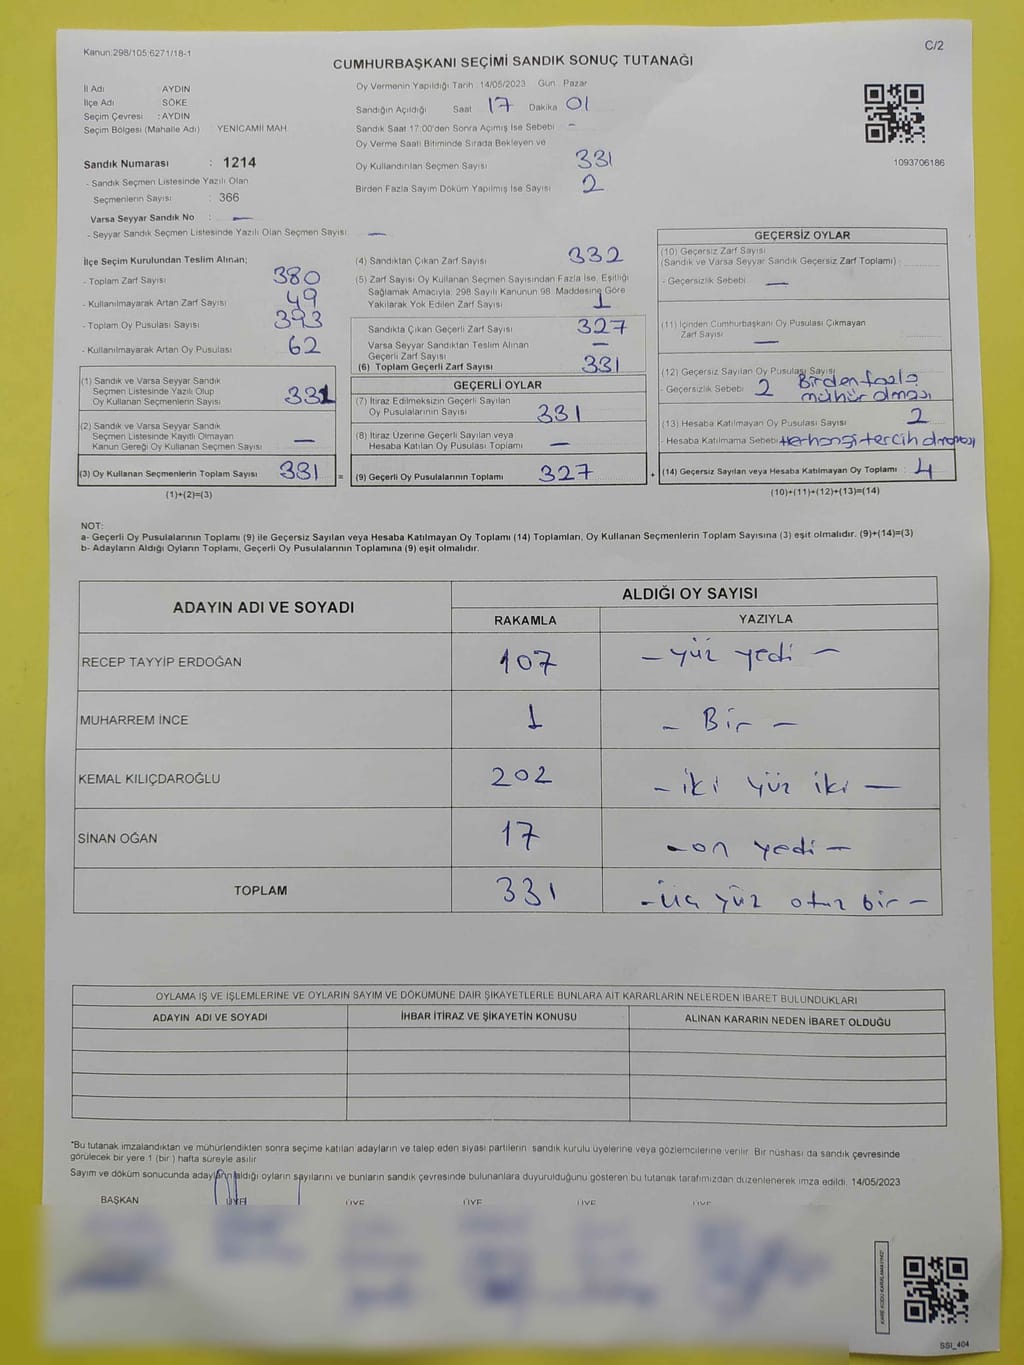 Kanun:298/105;6271/18-1
C/2
CUMHURBAŞKANI SEÇİMİ SANDIK SONUÇ TUTANAĞI
İl Adı : AYDIN
İlçe Adı SÖKE
Seçim Çevresi : AYDIN
Seçim Bölgesi (Mahalle Adı) YENİCAMİİ MAH.
Sandık Numarası : 1214
- Sandık Seçmen Listesinde Yazılı Olan
Seçmenlerin Sayısı : 366
Varsa Seyyar Sandık No : —
- Seyyar Sandık Seçmen Listesinde Yazılı Olan Seçmen Sayısı —
Oy Vermenin Yapıldığı Tarih 14/05/2023 Gün Pazar
Sandığın Açıldığı Saat 17 Dakika 01
Sandık Saat 17:00'den Sonra Açılmış İse Sebebi -
Oy Verme Saati Bitiminde Sırada Bekleyen ve
Oy Kullandırılan Seçmen Sayısı 331
Birden Fazla Sayım Döküm Yapılmış İse Sayısı 2
1093706186
İlçe Seçim Kurulundan Teslim Alınan;
- Toplam Zarf Sayısı 380
- Kullanılmayarak Artan Zarf Sayısı 49
- Toplam Oy Pusulası Sayısı 393
- Kullanılmayarak Artan Oy Pusulası 62
(1) Sandık ve Varsa Seyyar Sandık
Seçmen Listesinde Yazılı Olup
Oy Kullanan Seçmenlerin Sayısı 331
(2) Sandık ve Varsa Seyyar Sandık
Seçmen Listesinde Kayıtlı Olmayan
Kanun Gereği Oy Kullanan Seçmen Sayısı —
(3) Oy Kullanan Seçmenlerin Toplam Sayısı 331 =
(1)+(2)=(3)
(4) Sandıktan Çıkan Zarf Sayısı 332
(5) Zarf Sayısı Oy Kullanan Seçmen Sayısından Fazla İse, Eşitliği
Sağlamak Amacıyla; 298 Sayılı Kanunun 98. Maddesine Göre
Yakılarak Yok Edilen Zarf Sayısı 1
Sandıkta Çıkan Geçerli Zarf Sayısı 327
Varsa Seyyar Sandıktan Teslim Alınan
Geçerli Zarf Sayısı —
(6) Toplam Geçerli Zarf Sayısı 331
GEÇERLİ OYLAR
(7) İtiraz Edilmeksizin Geçerli Sayılan
Oy Pusulalarının Sayısı 331
(8) İtiraz Üzerine Geçerli Sayılan veya
Hesaba Katılan Oy Pusulası Toplamı —
(9) Geçerli Oy Pusulalarının Toplamı 327 +
GEÇERSİZ OYLAR
(10) Geçersiz Zarf Sayısı
(Sandık ve Varsa Seyyar Sandık Geçersiz Zarf Toplamı) :
- Geçersizlik Sebebi —
(11) İçinden Cumhurbaşkanı Oy Pusulası Çıkmayan
Zarf Sayısı —
(12) Geçersiz Sayılan Oy Pusulası Sayısı
- Geçersizlik Sebebi 2 Birden fazla
mühür olması
(13) Hesaba Katılmayan Oy Pusulası Sayısı 2
- Hesaba Katılmama Sebebi Herhangi tercih
(14) Geçersiz Sayılan veya Hesaba Katılmayan Oy Toplamı : 4
(10)+(11)+(12)+(13)=(14)
NOT:
a- Geçerli Oy Pusulalarının Toplamı (9) ile Geçersiz Sayılan veya Hesaba Katılmayan Oy Toplamı (14) Toplamları, Oy Kullanan Seçmenlerin Toplam Sayısına (3) eşit olmalıdır. (9)+(14)=(3)
b- Adayların Aldığı Oyların Toplamı, Geçerli Oy Pusulalarının Toplamına (9) eşit olmalıdır.
ADAYIN ADI VE SOYADI ALDIĞI OY SAYISI
RAKAMLA YAZIYLA
RECEP TAYYİP ERDOĞAN 107 — yüz yedi —
MUHARREM İNCE 1 — Bir —
KEMAL KILIÇDAROĞLU 202 — iki yüz iki —
SİNAN OĞAN 17 — on yedi —
TOPLAM 331 — üç yüz otuz bir —
OYLAMA İŞ VE İŞLEMLERİNE VE OYLARIN SAYIM VE DÖKÜMÜNE DAİR ŞİKAYETLERLE BUNLARA AİT KARARLARIN NELERDEN İBARET BULUNDUKLARI
ADAYIN ADI VE SOYADI İHBAR İTİRAZ VE ŞİKAYETİN KONUSU ALINAN KARARIN NEDEN İBARET OLDUĞU
*Bu tutanak imzalandıktan ve mühürlendikten sonra seçime katılan adayların ve talep eden siyasi partilerin sandık kurulu üyelerine veya gözlemcilerine verilir. Bir nüshası da sandık çevresinde
görülecek bir yere 1 (bir) hafta süreyle asılır.
Sayım ve döküm sonucunda adayların aldığı oyların sayılarını ve bunların sandık çevresinde bulunanlara duyurulduğunu gösteren bu tutanak tarafımızdan düzenlenerek imza edildi. 14/05/2023
BAŞKAN ÜYE ÜYE ÜYE ÜYE ÜYE
KARE KODU KARALAMAYINIZ!
SSİ_404